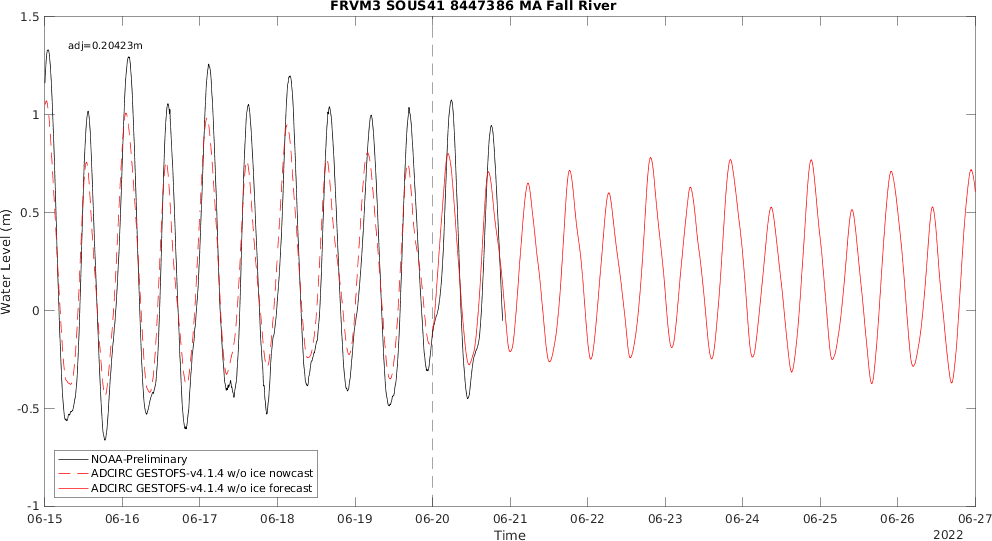 FRVM3 SOUS41 8447386 MA Fall River
adj=0.20423m
1.5
1
0.5
0
-0.5
-1
Water Level (m)
NOAA-Preliminary
ADCIRC GESTOFS-v4.1.4 w/o ice nowcast
ADCIRC GESTOFS-v4.1.4 w/o ice forecast
06-15 06-16 06-17 06-18 06-19 06-20 06-21 06-22 06-23 06-24 06-25 06-26 06-27
Time
2022